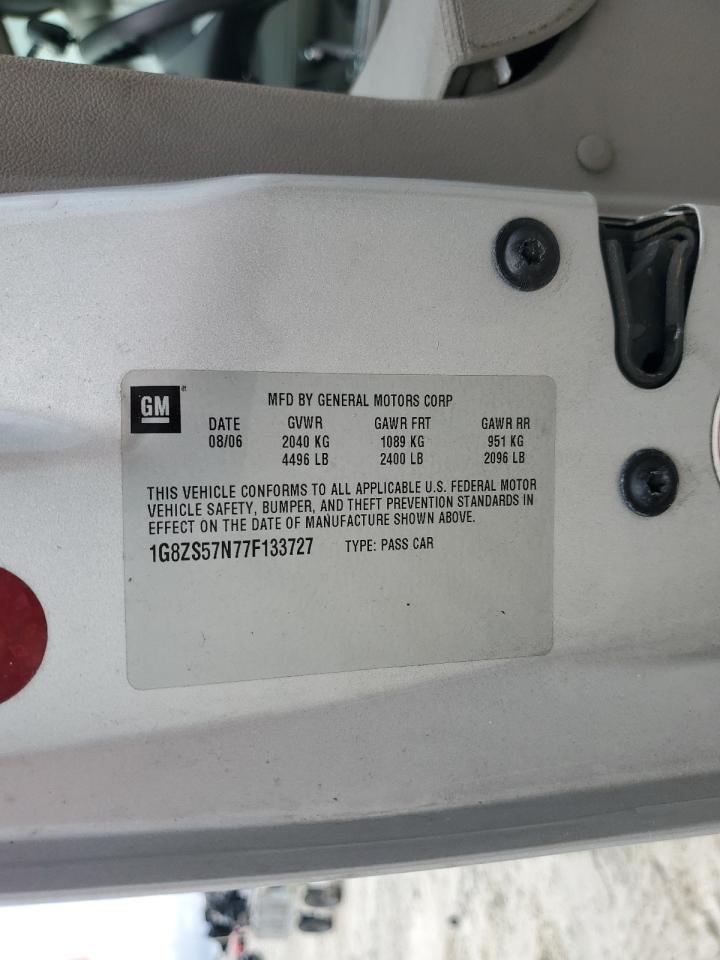 GM
MFD BY GENERAL MOTORS CORP
DATE GVWR GAWR FRT GAWR RR
08/06 2040 KG 1089 KG 951 KG
4496 LB 2400 LB 2096 LB
THIS VEHICLE CONFORMS TO ALL APPLICABLE U.S. FEDERAL MOTOR
VEHICLE SAFETY, BUMPER, AND THEFT PREVENTION STANDARDS IN
EFFECT ON THE DATE OF MANUFACTURE SHOWN ABOVE.
1G8ZS57N77F133727 TYPE: PASS CAR